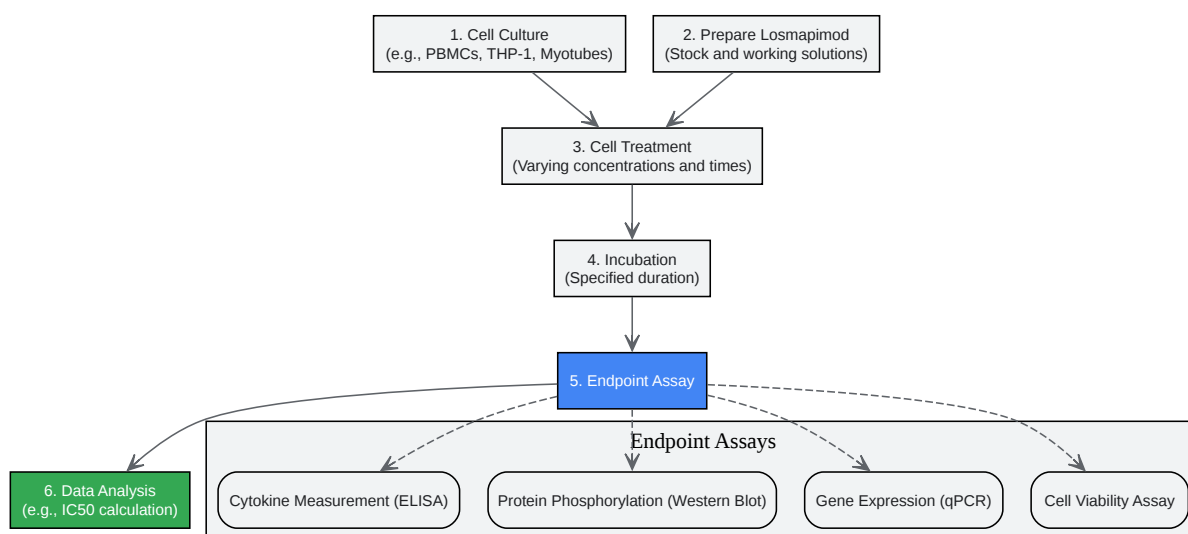 1. Cell Culture
(e.g., PBMCs, THP-1, Myotubes)
2. Prepare Losmapimod
(Stock and working solutions)
3. Cell Treatment
(Varying concentrations and times)
4. Incubation
(Specified duration)
5. Endpoint Assay
Endpoint Assays
6. Data Analysis
(e.g., IC50 calculation)
Cytokine Measurement (ELISA)
Protein Phosphorylation (Western Blot)
Gene Expression (qPCR)
Cell Viability Assay